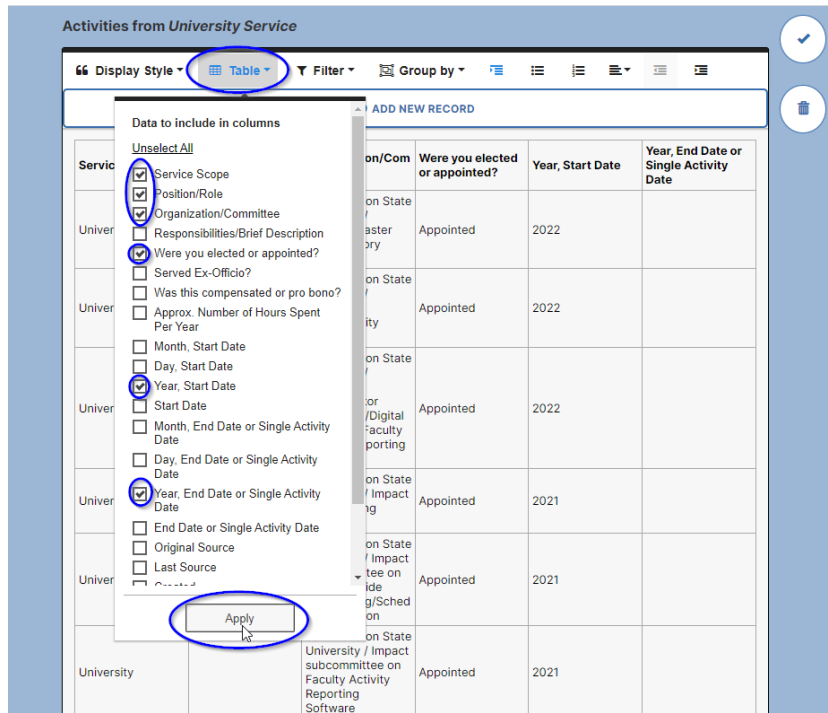 Activities from University Service
Display Style Table Filter Group by
ADD NEW RECORD
Data to include in columns
Unselect All
Service Scope
Position/Role
Organization/Committee
Responsibilities/Brief Description
Were you elected or appointed?
Served Ex-Officio?
Was this compensated or pro bono?
Approx. Number of Hours Spent
Per Year
Month, Start Date
Day, Start Date
Year, Start Date
Start Date
Month, End Date or Single Activity
Date
Day, End Date or Single Activity
Date
Year, End Date or Single Activity
Date
End Date or Single Activity Date
Original Source
Last Source
Apply
Servic
on/Com
Were you elected
or appointed?
Year, Start Date
Year, End Date or
Single Activity
Date
Univer
on State
/
aster
ory
Appointed
2022
Univer
on State
/
ity
Appointed
2022
Univer
on State
/
tor
/Digital
Faculty
porting
Appointed
2022
Univer
on State
/ Impact
ng
Appointed
2021
Univer
on State
/ Impact
tee on
ide
g/Sched
on
Appointed
2021
University
on State
University / Impact
subcommittee on
Faculty Activity
Reporting
Software
Appointed
2021